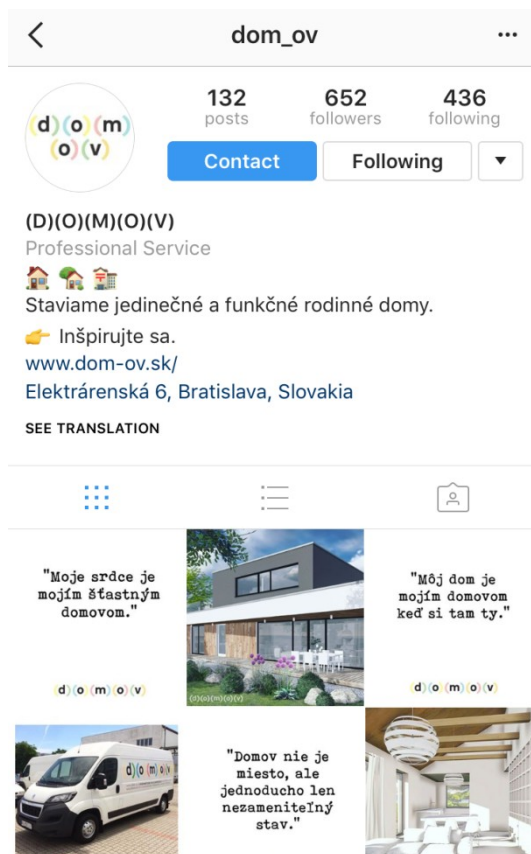 dom_ov
132 652 436
posts followers following
(d)(o)(m)
(o)(v)
Contact Following
(D)(O)(M)(O)(V)
Professional Service
Staviame jedinečné a funkčné rodinné domy.
Inšpirujte sa.
www.dom-ov.sk/
Elektrárenská 6, Bratislava, Slovakia
SEE TRANSLATION
"Moje srdce je
mojím šťastným
domovom."
(d)(o)(m)(o)(v)
(d)(o)(m)(o)(v)
"Môj dom je
mojím domovom
keď si tam ty."
(d)(o)(m)(o)(v)
d)(o)(m)(o)(v)
"Domov nie je
miesto, ale
jednoducho len
nezameniteľný
stav."